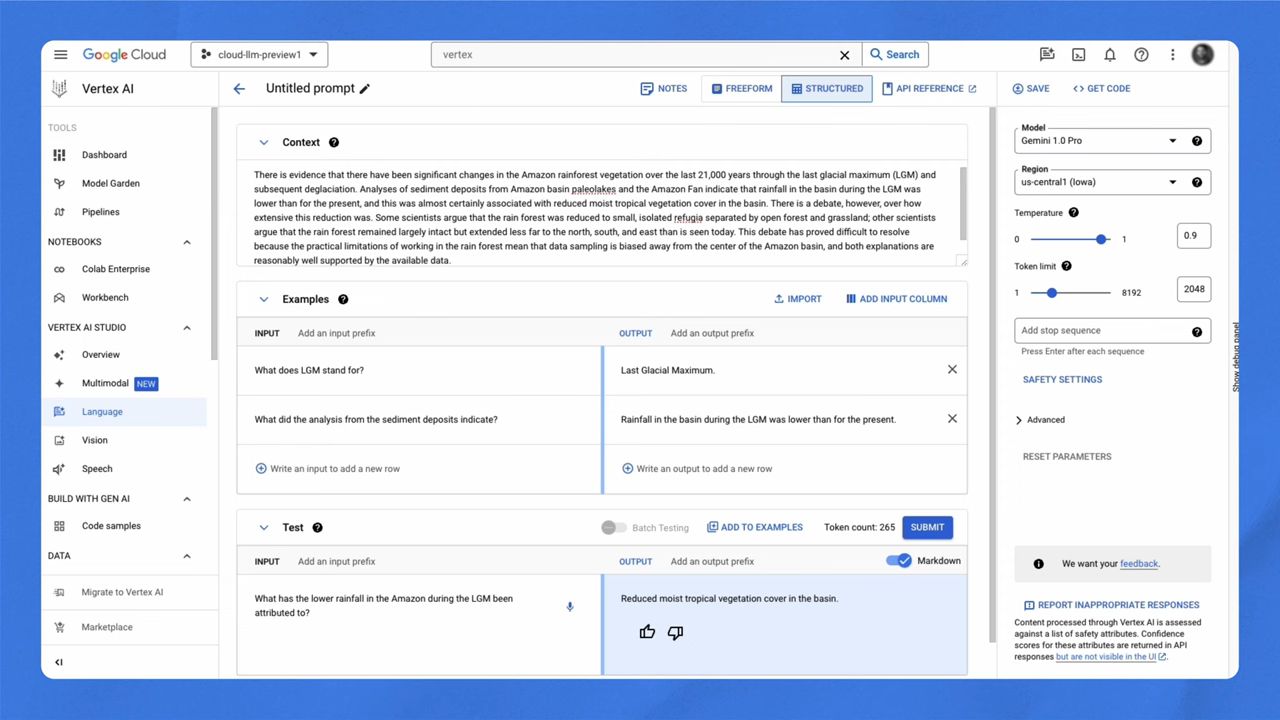 Google Cloud
cloud-llm-preview1
vertex
Search
Vertex AI
Untitled prompt
NOTES
FREEFORM
STRUCTURED
API REFERENCE
SAVE
<> GET CODE
TOOLS
Dashboard
Model Garden
Pipelines
NOTEBOOKS
Colab Enterprise
Workbench
VERTEX AI STUDIO
Overview
Multimodal NEW
Language
Vision
Speech
BUILD WITH GEN AI
Code samples
DATA
Migrate to Vertex AI
Marketplace
Context
There is evidence that there have been significant changes in the Amazon rainforest vegetation over the last 21,000 years through the last glacial maximum (LGM) and
subsequent deglaciation. Analyses of sediment deposits from Amazon basin paleolakes and the Amazon Fan indicate that rainfall in the basin during the LGM was
lower than for the present, and this was almost certainly associated with reduced moist tropical vegetation cover in the basin. There is a debate, however, over how
extensive this reduction was. Some scientists argue that the rain forest was reduced to small, isolated refugia separated by open forest and grassland; other scientists
argue that the rain forest remained largely intact but extended less far to the north, south, and east than is seen today. This debate has proved difficult to resolve
because the practical limitations of working in the rain forest mean that data sampling is biased away from the center of the Amazon basin, and both explanations are
reasonably well supported by the available data.
Examples
IMPORT
ADD INPUT COLUMN
INPUT Add an input prefix
OUTPUT Add an output prefix
What does LGM stand for?
Last Glacial Maximum.
What did the analysis from the sediment deposits indicate?
Rainfall in the basin during the LGM was lower than for the present.
Write an input to add a new row
Write an output to add a new row
Test
Batch Testing
ADD TO EXAMPLES
Token count: 265
SUBMIT
INPUT Add an input prefix
OUTPUT Add an output prefix
Markdown
What has the lower rainfall in the Amazon during the LGM been
attributed to?
Reduced moist tropical vegetation cover in the basin.
Model
Gemini 1.0 Pro
Region
us-central1 (Iowa)
Temperature
0 1 0.9
Token limit
1 8192 2048
Add stop sequence
Press Enter after each sequence
SAFETY SETTINGS
Advanced
RESET PARAMETERS
We want your feedback.
REPORT INAPPROPRIATE RESPONSES
Content processed through Vertex AI is assessed
against a list of safety attributes. Confidence
scores for these attributes are returned in API
responses but are not visible in the UI.
Show debug panel